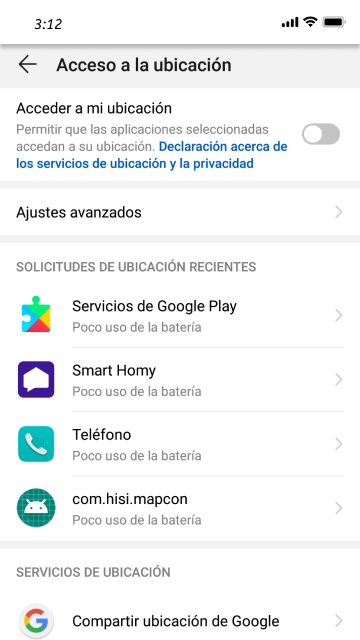 3:12
Acceso a la ubicación
Acceder a mi ubicación
Permitir que las aplicaciones seleccionadas
accedan a su ubicación. Declaración acerca de
los servicios de ubicación y la privacidad
Ajustes avanzados
SOLICITUDES DE UBICACIÓN RECIENTES
Servicios de Google Play
Poco uso de la batería
Smart Homy
Poco uso de la batería
Teléfono
Poco uso de la batería
com.hisi.mapcon
Poco uso de la batería
SERVICIOS DE UBICACIÓN
Compartir ubicación de Google